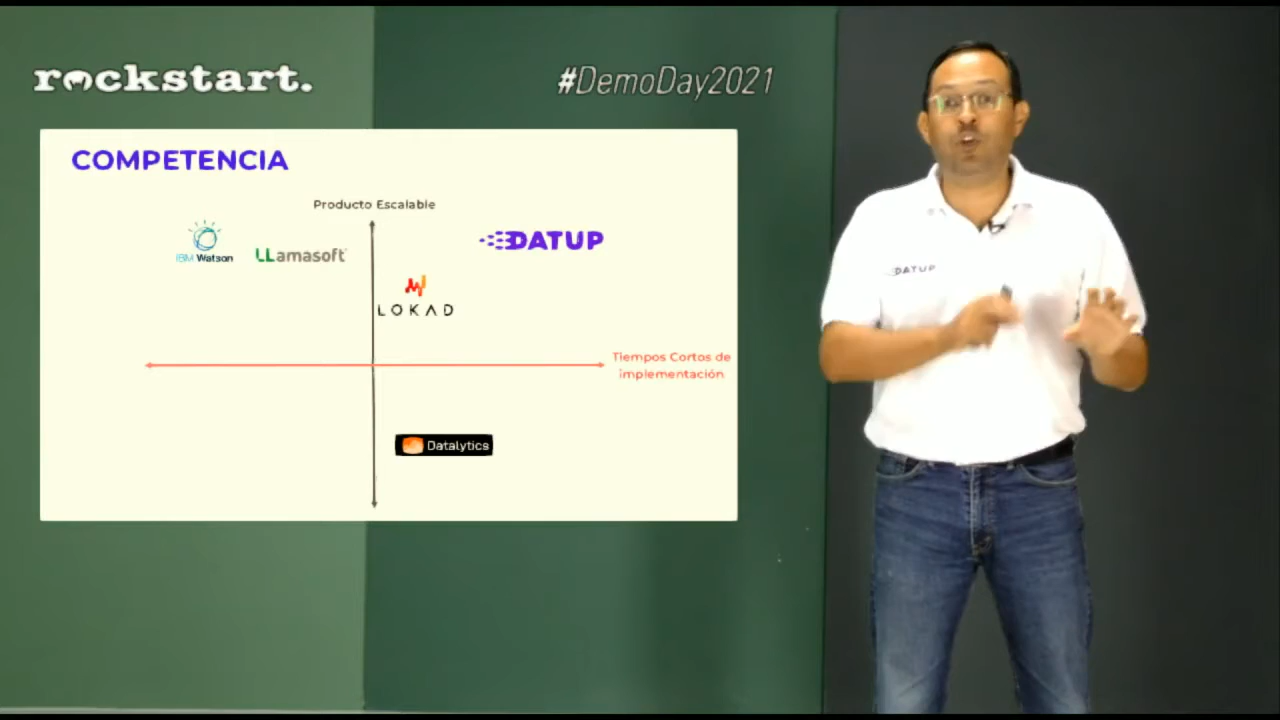 rockstart.
#DemoDay2021
COMPETENCIA
Producto Escalable
IBM Watson
LLamasoft
DATUP
LOKAD
Tiempos Cortos de
implementación
Datalytics
DATUP